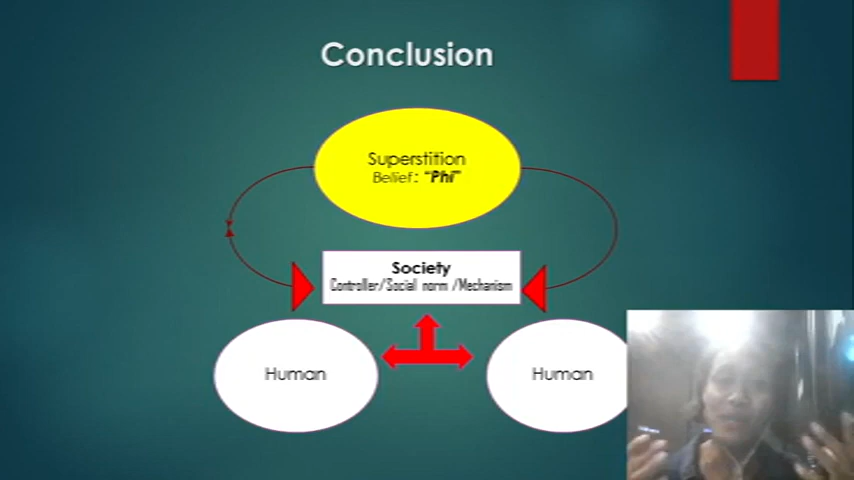 Conclusion
Superstition
Belief: "Phi"
Society
Controller/Social norm /Mechanism
Human
Human